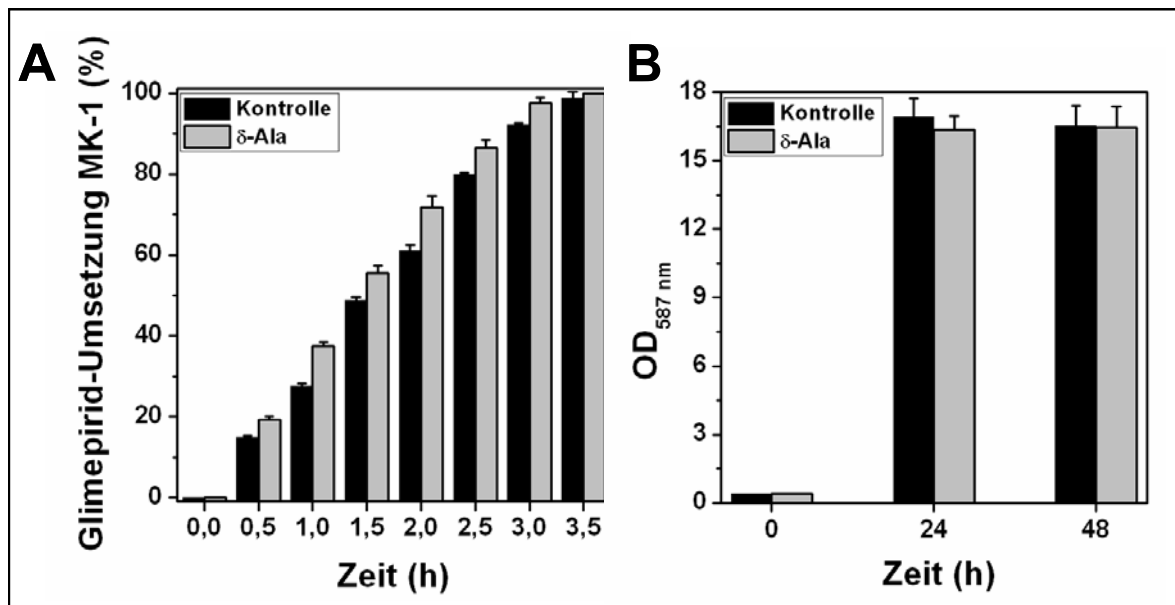 A
Glimepirid-Umsetzung MK-1 (%)
100
80
60
40
20
0
Kontrolle
δ-Ala
0,0 0,5 1,0 1,5 2,0 2,5 3,0 3,5
Zeit (h)
B
OD587 nm
18
15
12
9
6
3
0
Kontrolle
δ-Ala
0 24 48
Zeit (h)